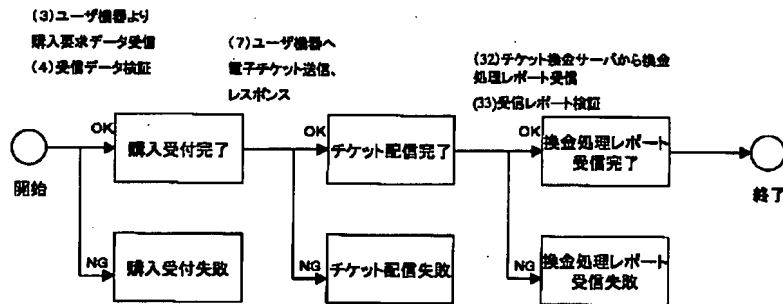 (3)ユーザ機器より
購入要求データ受信
(4)受信データ検証
(7)ユーザ機器へ
電子チケット送信、
レスポンス
(32)チケット換金サーバから換金
処理レポート受信
(33)受信レポート検証
開始
OK
購入受付完了
OK
チケット配信完了
OK
換金処理レポート
受信完了
終了
NG
購入受付失敗
NG
チケット配信失敗
NG
換金処理レポート
受信失敗